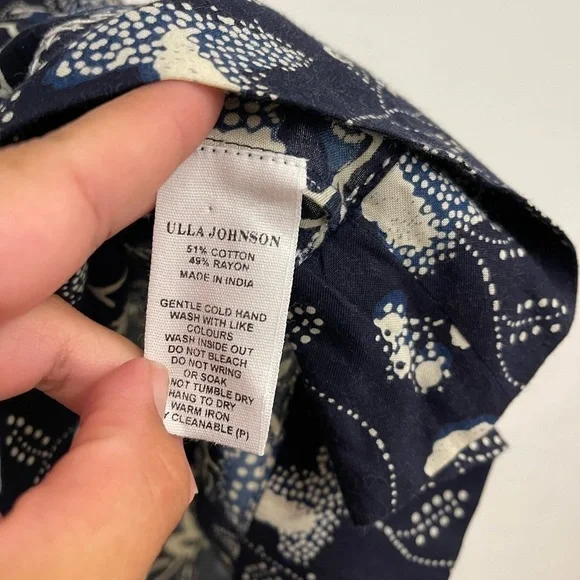 ULLA JOHNSON
51% COTTON
49% RAYON
MADE IN INDIA
GENTLE COLD HAND
WASH WITH LIKE
COLOURS
WASH INSIDE OUT
DO NOT BLEACH
DO NOT WRING
OR SOAK
NOT TUMBLE DRY
HANG TO DRY
WARM IRON
CLEANABLE (P)